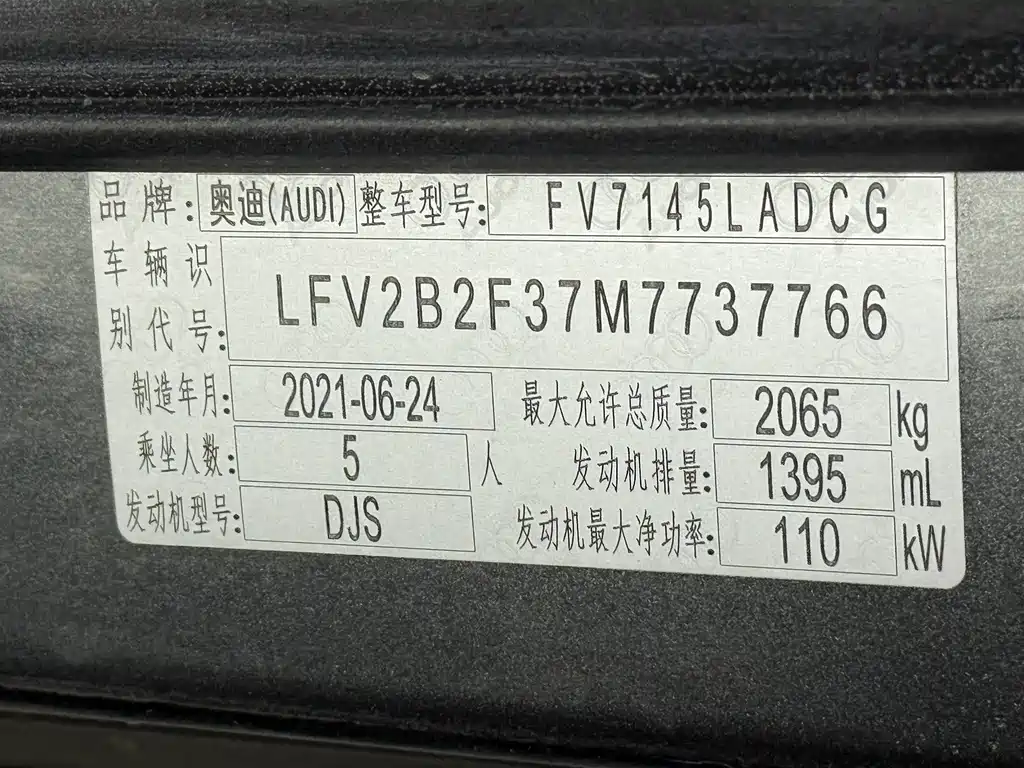 品牌: 奥迪(AUDI) 整车型号: FV7145LADCG
车辆识别代号: LFV2B2F37M7737766
制造年月: 2021-06-24 最大允许总质量: 2065 kg
乘坐人数: 5 人 发动机排量: 1395 mL
发动机型号: DJS 发动机最大净功率: 110 kW